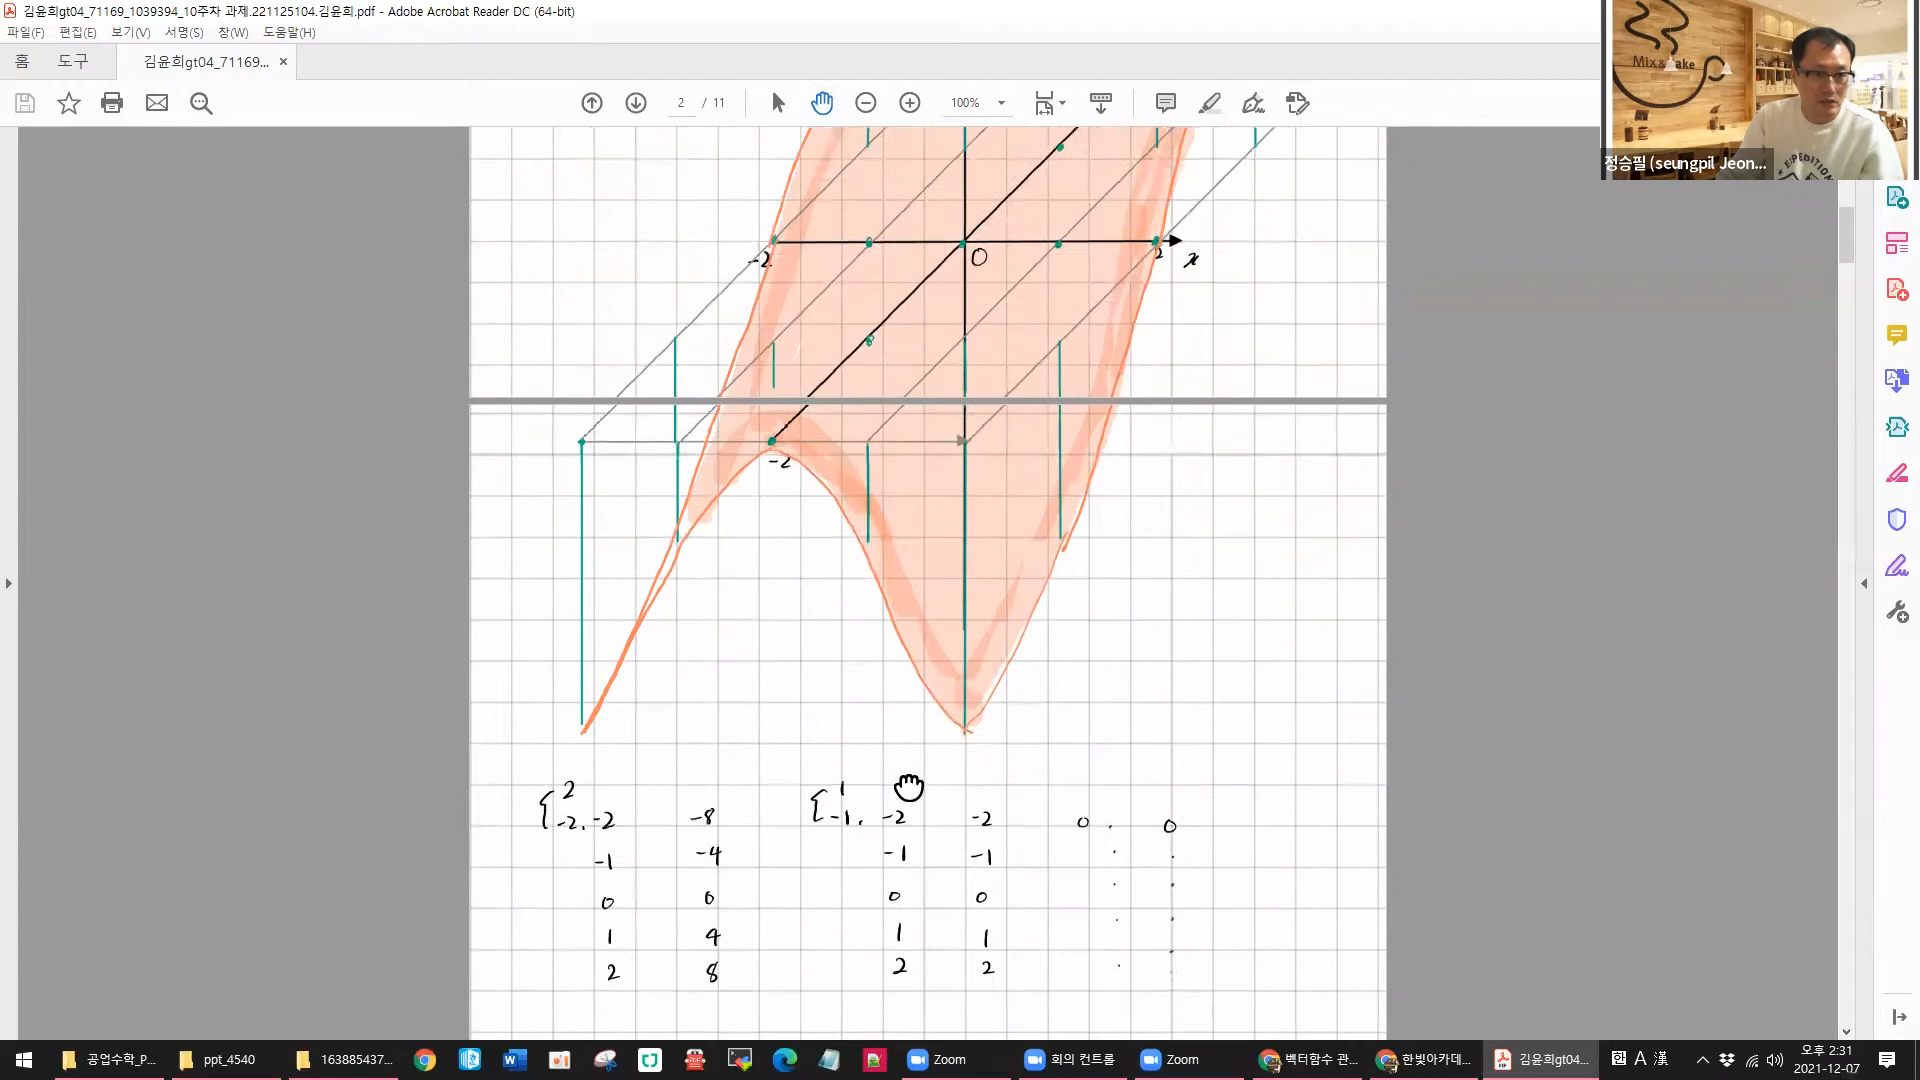 김윤희gt04_71169_1039394_10주차 과제.221125104.김윤희.pdf - Adobe Acrobat Reader DC (64-bit)
파일(F) 편집(E) 보기(V) 서명(S) 창(W) 도움말(H)
홈 도구 김윤희gt04_71169... ×
2 / 11 100%
Mix&
정승필 (seungpil Jeon...
EXPEDITION
-2 0 2 x
-2
2 1
-2. -2 -8 -1. -2 -2 0 . 0
-1 -4 -1 -1
0 0 0 0
1 4 1 1
2 8 2 2
공업수학_P... ppt_4540 163885437... Zoom 회의 컨트롤 Zoom 벡터함수 관... 한빛아카데... 김윤희gt04... 한 A 漢 오후 2:31
2021-12-07